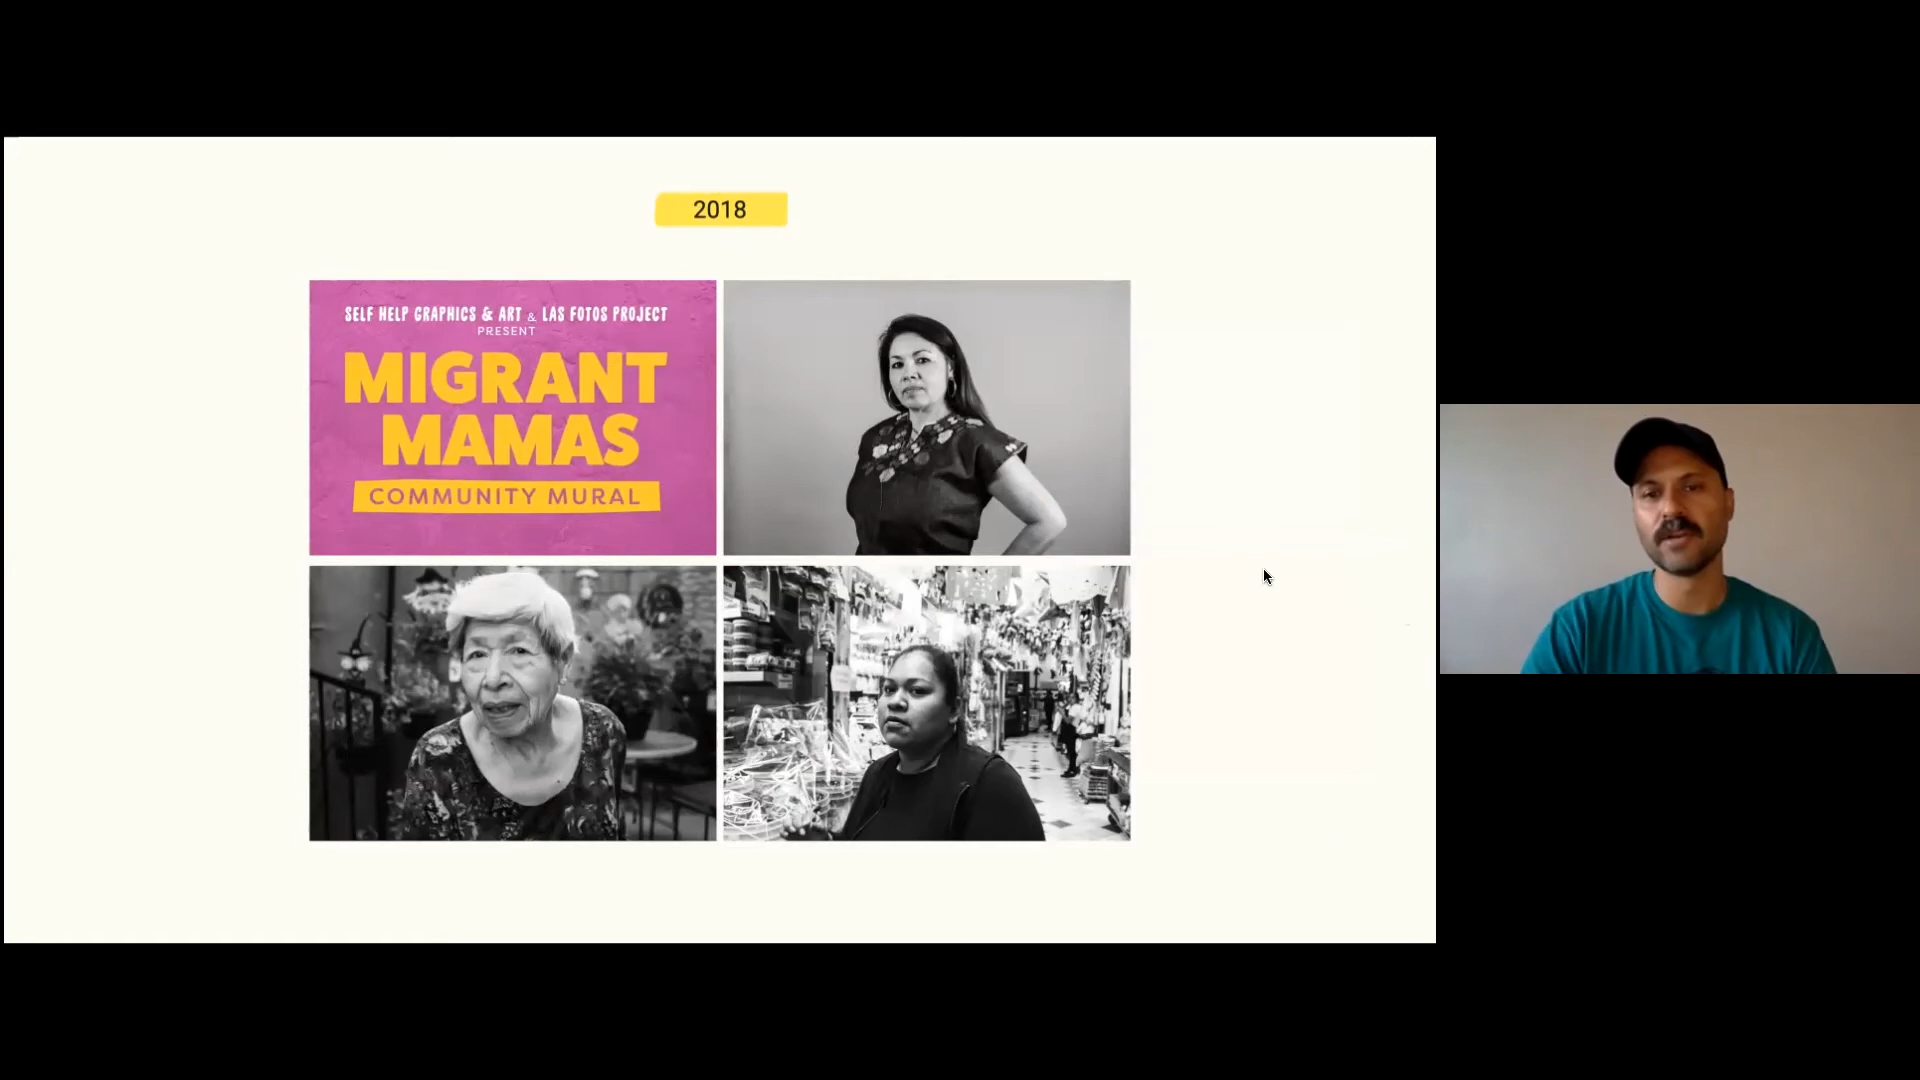 2018
SELF HELP GRAPHICS & ART & LAS FOTOS PROJECT
PRESENT
MIGRANT
MAMAS
COMMUNITY MURAL